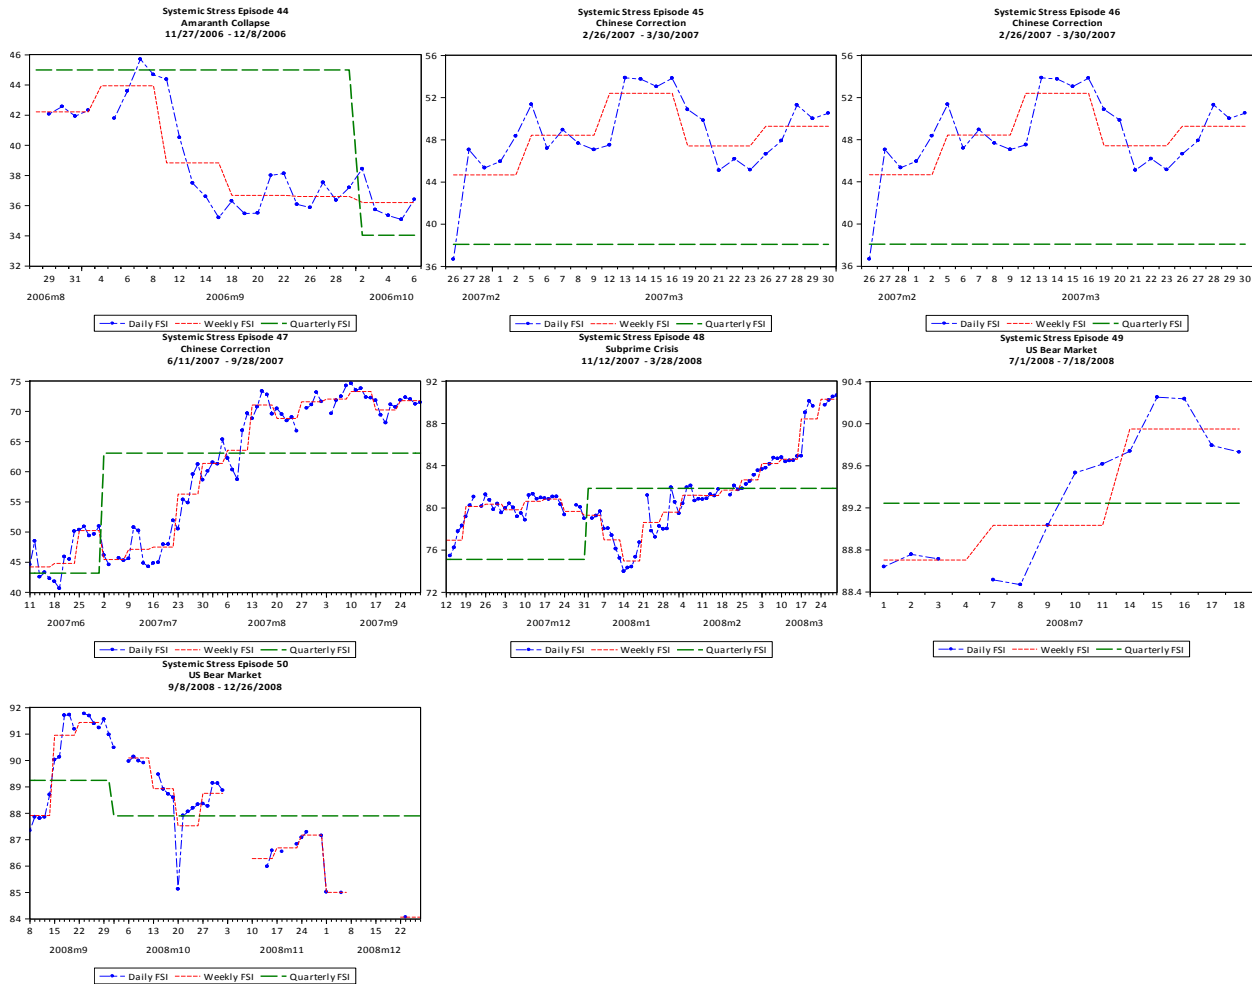 Systemic Stress Episode 44
Amaranth Collapse
11/27/2006 - 12/8/2006
46
44
42
40
38
36
34
32
29 31 4 6 8 12 14 18 20 22 26 28 2 4 6
2006m8 2006m9 2006m10
Daily FSI Weekly FSI Quarterly FSI
Systemic Stress Episode 45
Chinese Correction
2/26/2007 - 3/30/2007
56
52
48
44
40
36
26 27 28 1 2 5 6 7 8 9 12 13 14 15 16 19 20 21 22 23 26 27 28 29 30
2007m2 2007m3
Daily FSI Weekly FSI Quarterly FSI
Systemic Stress Episode 46
Chinese Correction
2/26/2007 - 3/30/2007
56
52
48
44
40
36
26 27 28 1 2 5 6 7 8 9 12 13 14 15 16 19 20 21 22 23 26 27 28 29 30
2007m2 2007m3
Daily FSI Weekly FSI Quarterly FSI
Systemic Stress Episode 47
Chinese Correction
6/11/2007 - 9/28/2007
75
70
65
60
55
50
45
40
11 18 25 2 9 16 23 30 6 13 20 27 3 10 17 24
2007m6 2007m7 2007m8 2007m9
Daily FSI Weekly FSI Quarterly FSI
Systemic Stress Episode 48
Subprime Crisis
11/12/2007 - 3/28/2008
92
88
84
80
76
72
12 19 26 3 10 17 24 31 7 14 21 28 4 11 18 25 3 10 17 24
2007m12 2008m1 2008m2 2008m3
Daily FSI Weekly FSI Quarterly FSI
Systemic Stress Episode 49
US Bear Market
7/1/2008 - 7/18/2008
90.4
90.0
89.6
89.2
88.8
88.4
1 2 3 4 7 8 9 10 11 14 15 16 17 18
2008m7
Daily FSI Weekly FSI Quarterly FSI
Systemic Stress Episode 50
US Bear Market
9/8/2008 - 12/26/2008
92
91
90
89
88
87
86
85
84
8 15 22 29 6 13 20 27 3 10 17 24 1 8 15 22
2008m9 2008m10 2008m11 2008m12
Daily FSI Weekly FSI Quarterly FSI